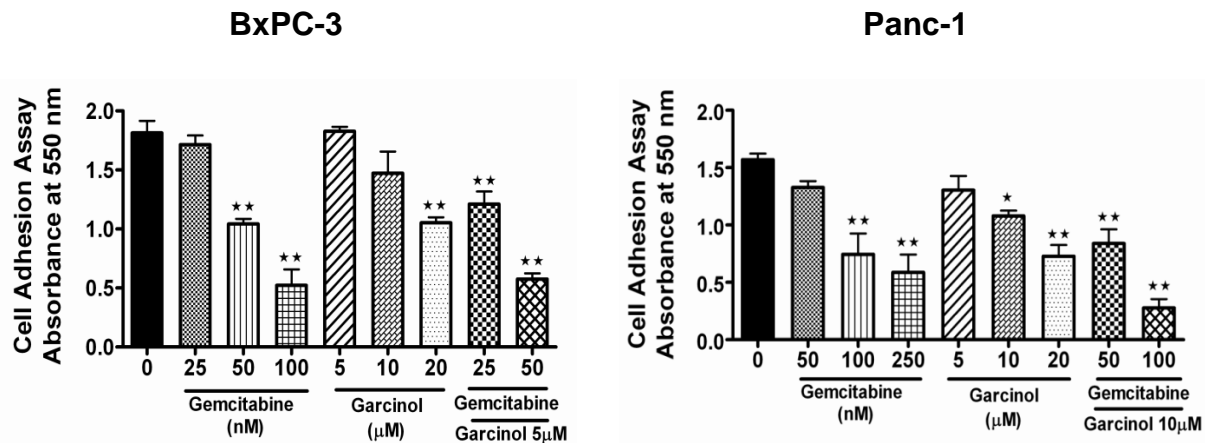 BxPC-3
Cell Adhesion Assay
Absorbance at 550 nm
2.0
1.5
1.0
0.5
0.0
★★
★★
★★
★★
★★
0
25
50
100
5
10
20
25
50
Gemcitabine
(nM)
Garcinol
(μM)
Gemcitabine
Garcinol 5μM
Panc-1
Cell Adhesion Assay
Absorbance at 550 nm
2.0
1.5
1.0
0.5
0.0
★★
★★
★
★★
★★
★★
0
50
100
250
5
10
20
50
100
Gemcitabine
(nM)
Garcinol
(μM)
Gemcitabine
Garcinol 10μM